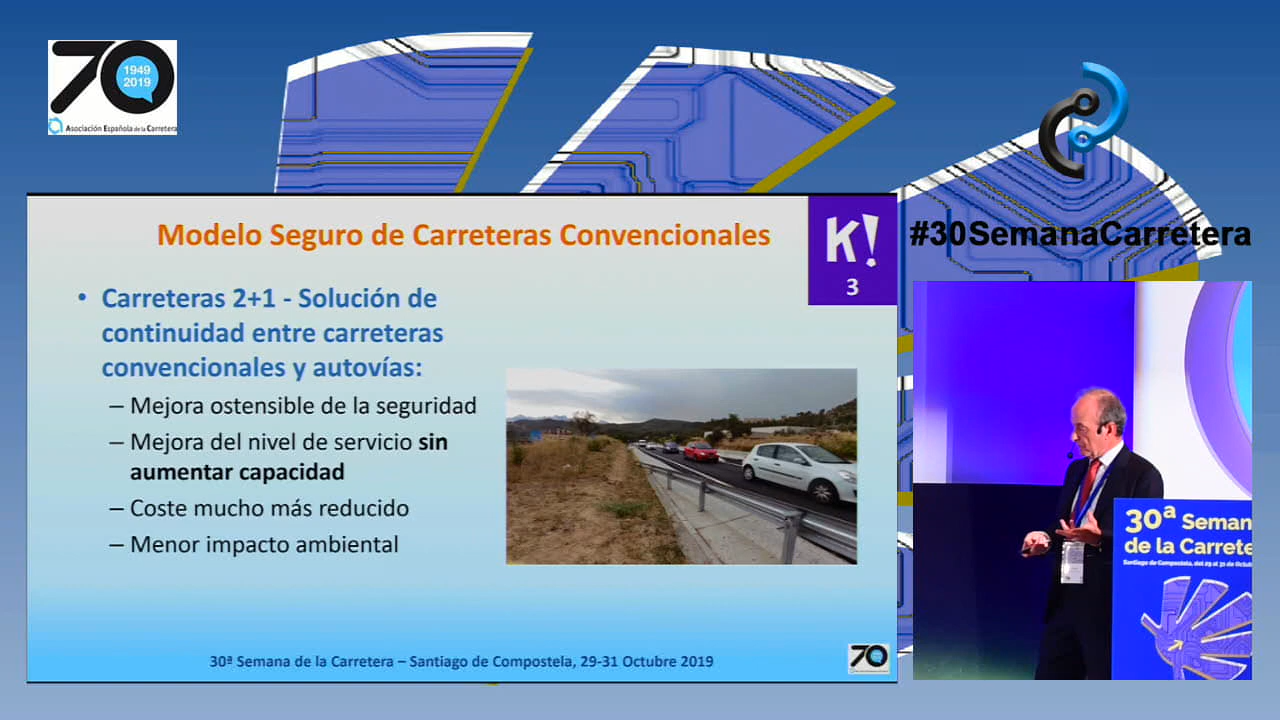 70
1949
2019
Asociación Española de la Carretera
#30SemanaCarretera
Modelo Seguro de Carreteras Convencionales
K!
3
• Carreteras 2+1 - Solución de
convencionales y autovías:
continuidad entre carreteras
– Mejora ostensible de la seguridad
– Mejora del nivel de servicio sin
aumentar capacidad
– Coste mucho más reducido
– Menor impacto ambiental
30ª Semana de la Carretera – Santiago de Compostela, 29-31 Octubre 2019
70
30ª Seman
de la Carrete
Santiago de Compostela, del 29 al 31 de Octub